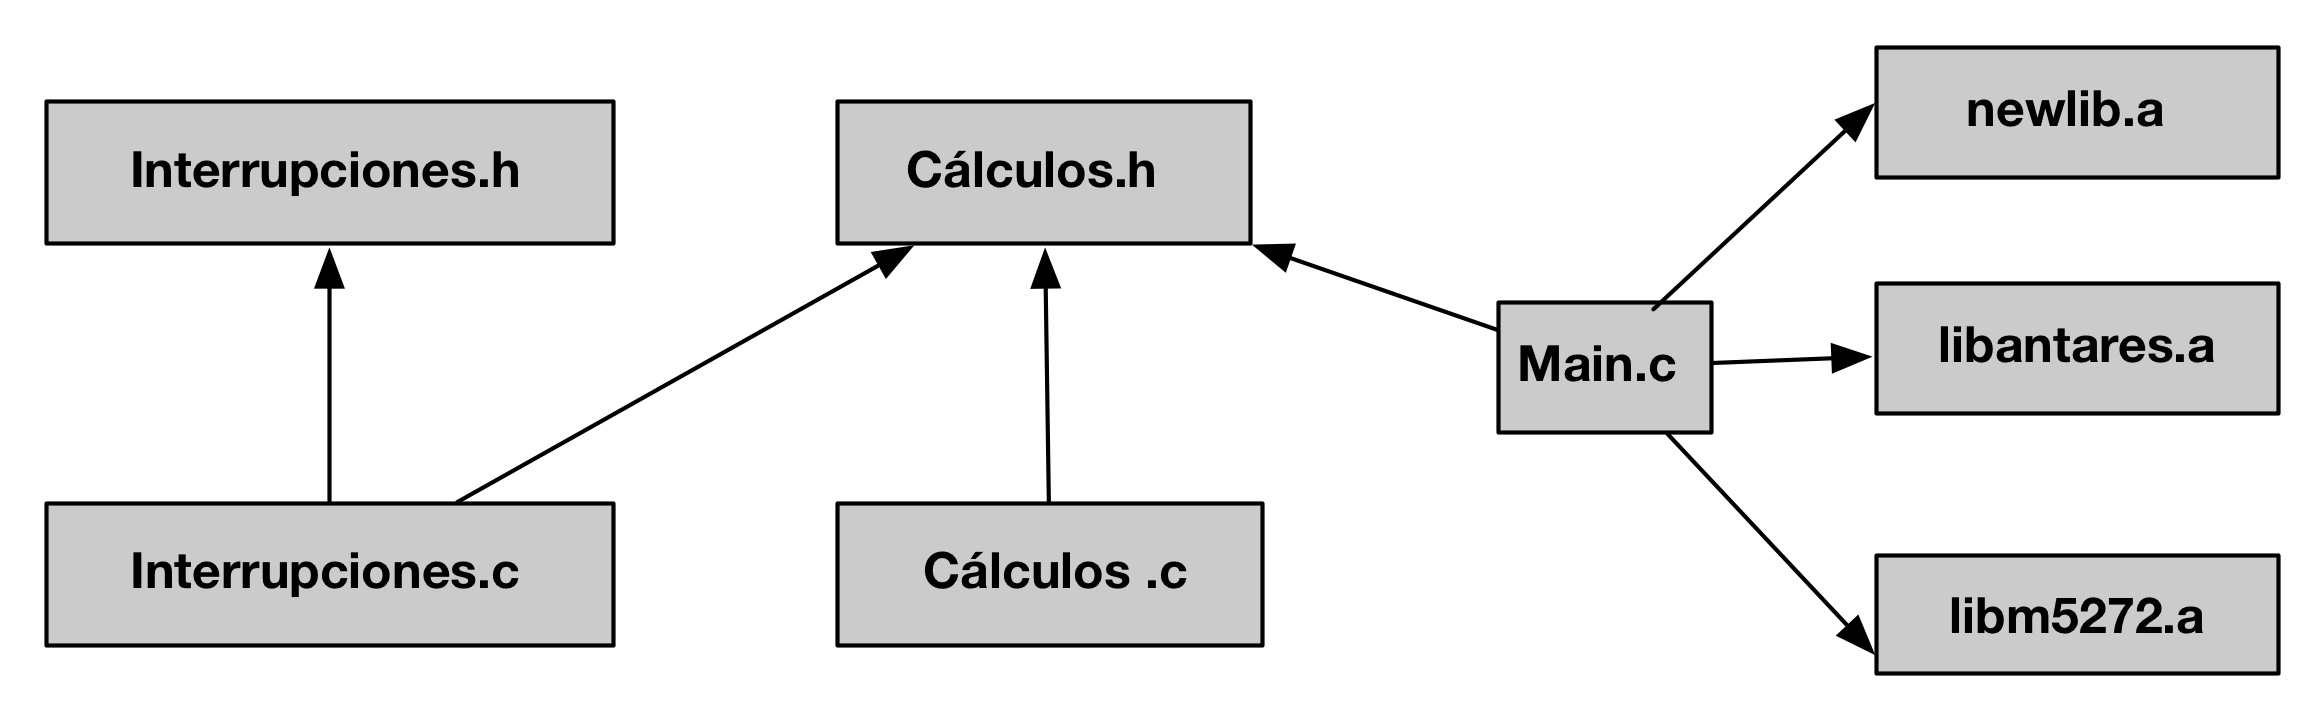 newlib.a
Interrupciones.h
Cálculos.h
libantares.a
Main.c
Interrupciones.c
Cálculos .c
libm5272.a